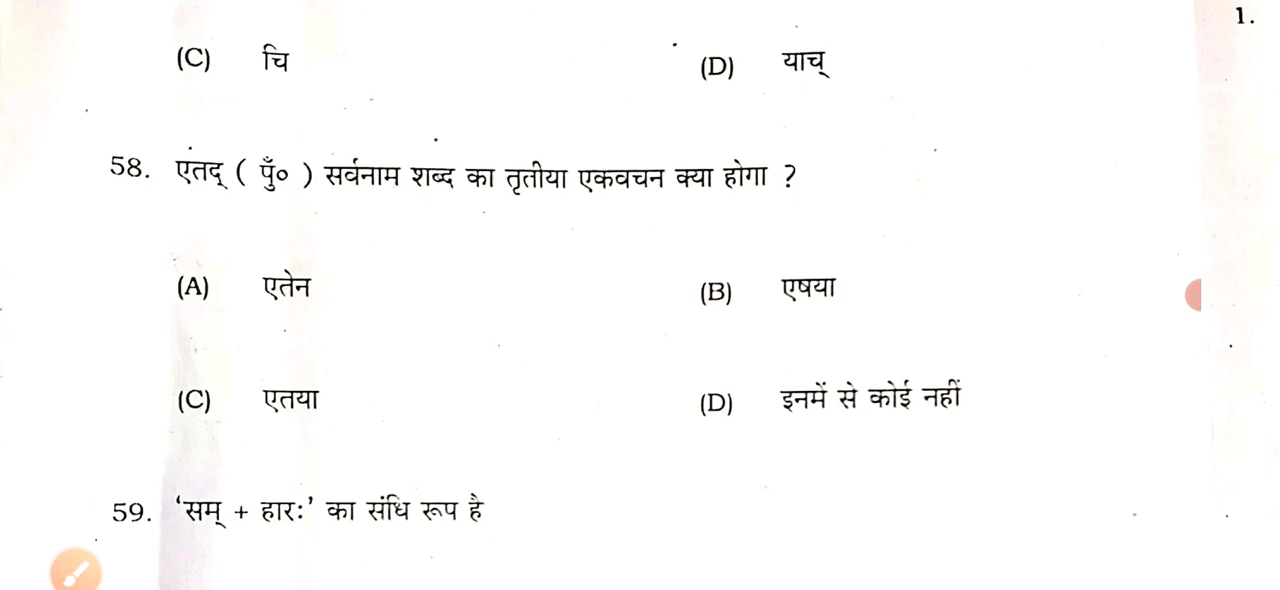 1.
(C) चि (D) याच्
58. एतद् ( पुँ० ) सर्वनाम शब्द का तृतीया एकवचन क्या होगा ?
(A) एतेन (B) एषया
(C) एतया (D) इनमें से कोई नहीं
59. ‘सम् + हारः’ का संधि रूप है